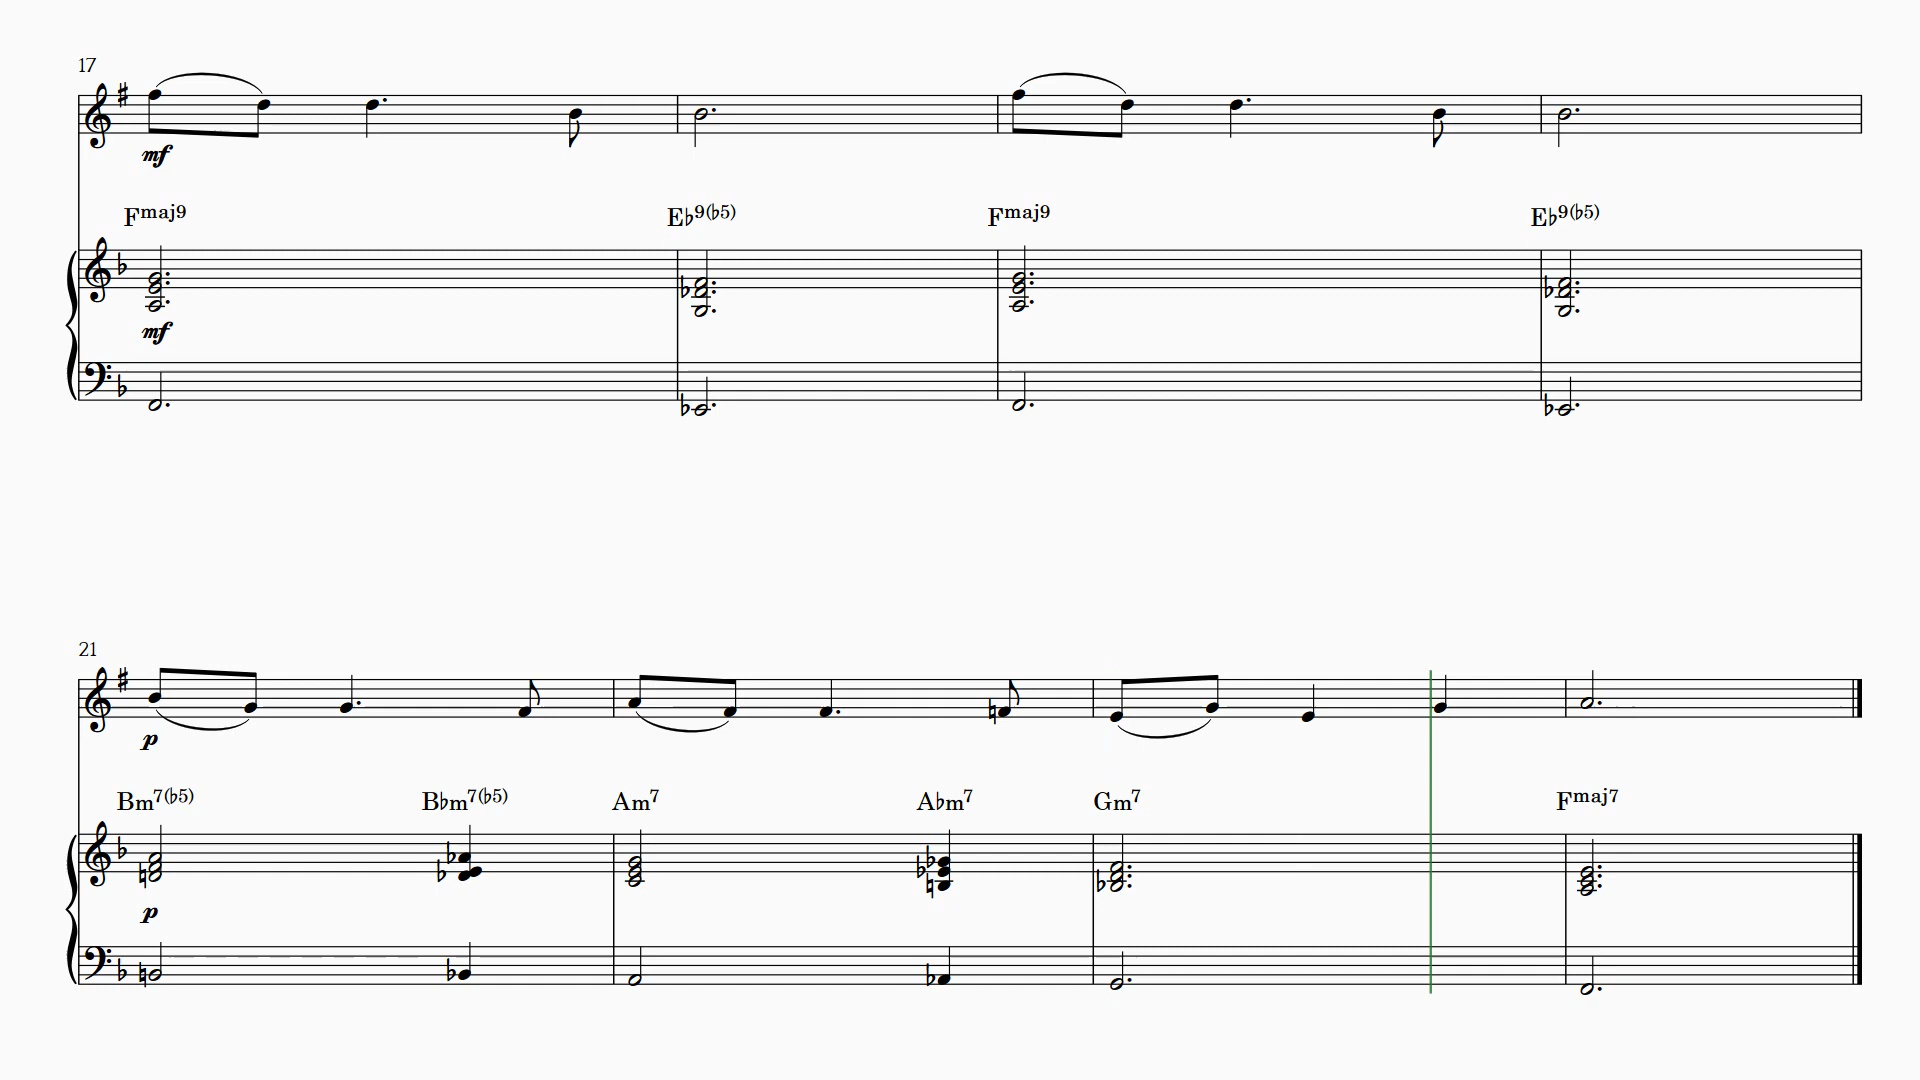 17
mf
Fmaj9 E♭9(♭5) Fmaj9 E♭9(♭5)
mf
21
p
Bm7(♭5) B♭m7(♭5) Am7 A♭m7 Gm7 Fmaj7
p